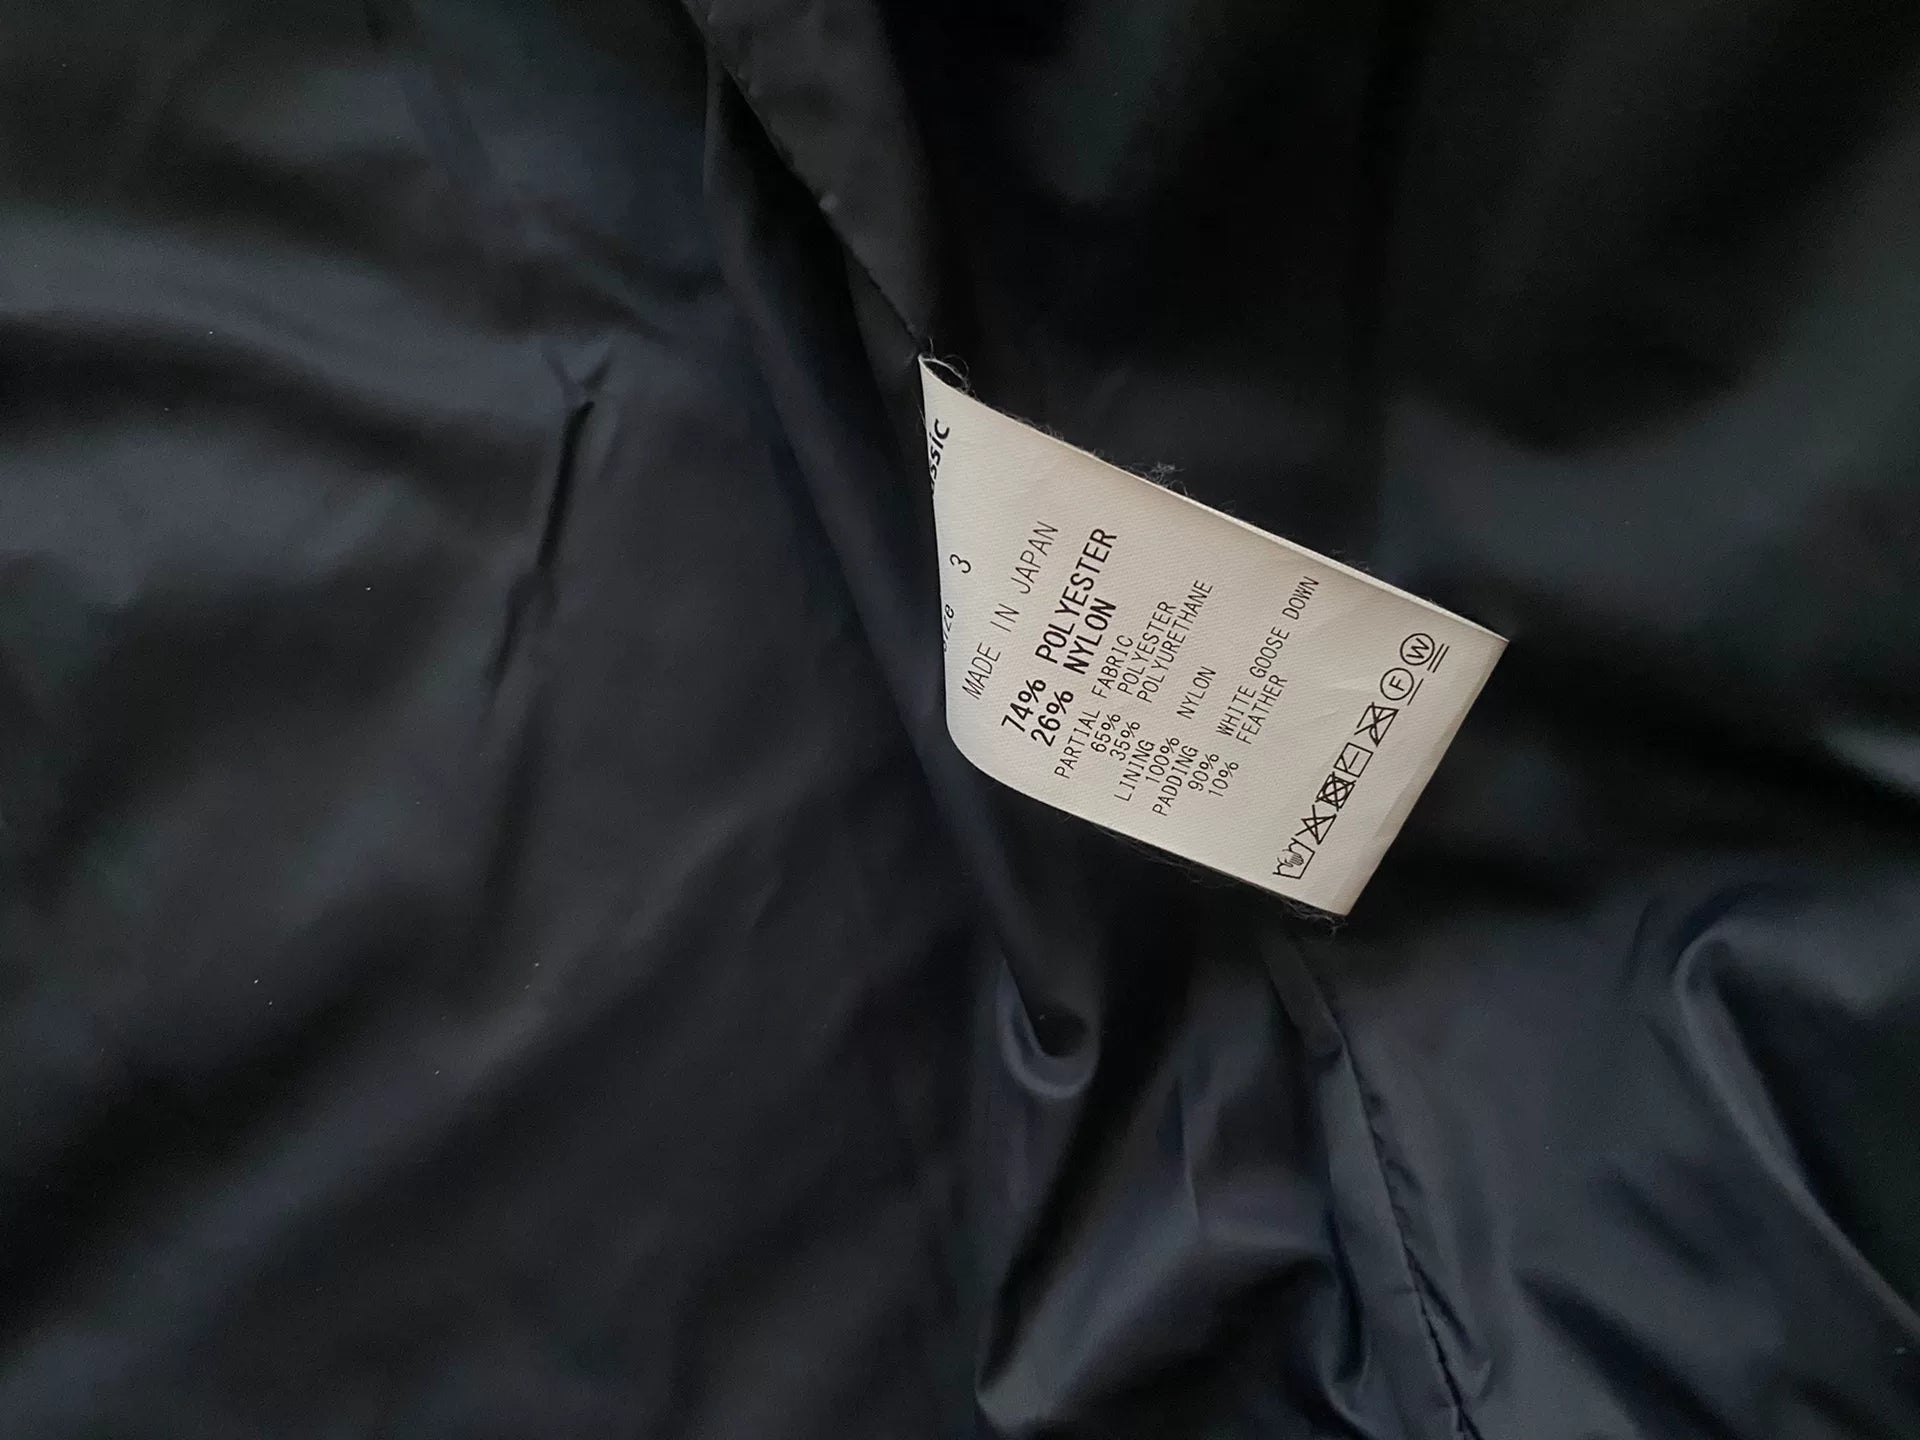 ssic
size 3
MADE IN JAPAN
74% POLYESTER
26% NYLON
PARTIAL FABRIC
65% POLYESTER
35% POLYURETHANE
LINING
100% NYLON
PADDING
90% WHITE GOOSE DOWN
10% FEATHER
F W